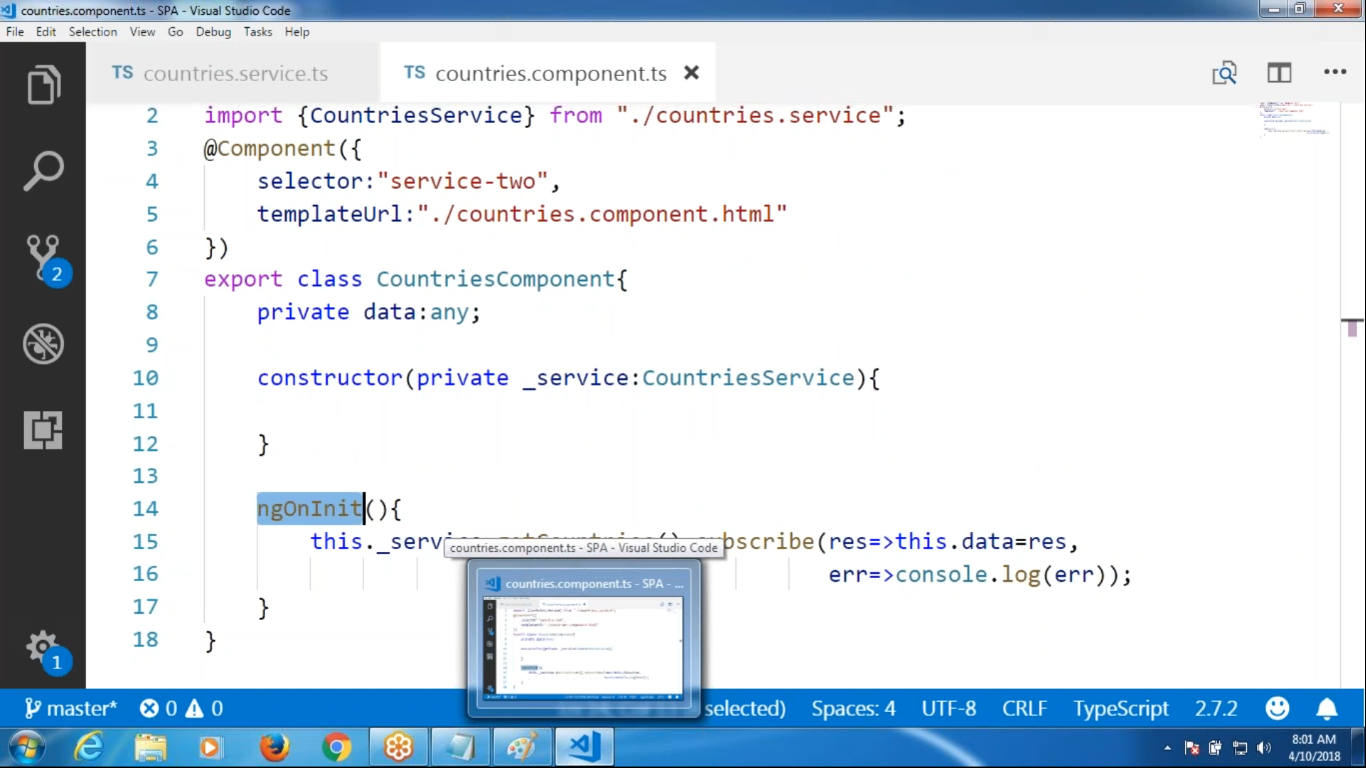 countries.component.ts - SPA - Visual Studio Code
File Edit Selection View Go Debug Tasks Help
TS countries.service.ts TS countries.component.ts
2 import {CountriesService} from "./countries.service";
3 @Component({
4 selector:"service-two",
5 templateUrl:"./countries.component.html"
6 })
7 export class CountriesComponent{
8 private data:any;
9
10 constructor(private _service:CountriesService){
11
12 }
13
14 ngOnInit(){
15 this._service.getCountries().subscribe(res=>this.data=res,
countries.component.ts - SPA - Visual Studio Code
16 err=>console.log(err));
countries.component.ts - SPA - ...
17 }
18 }
2
1
master* 0 0 selected) Spaces: 4 UTF-8 CRLF TypeScript 2.7.2
8:01 AM
4/10/2018